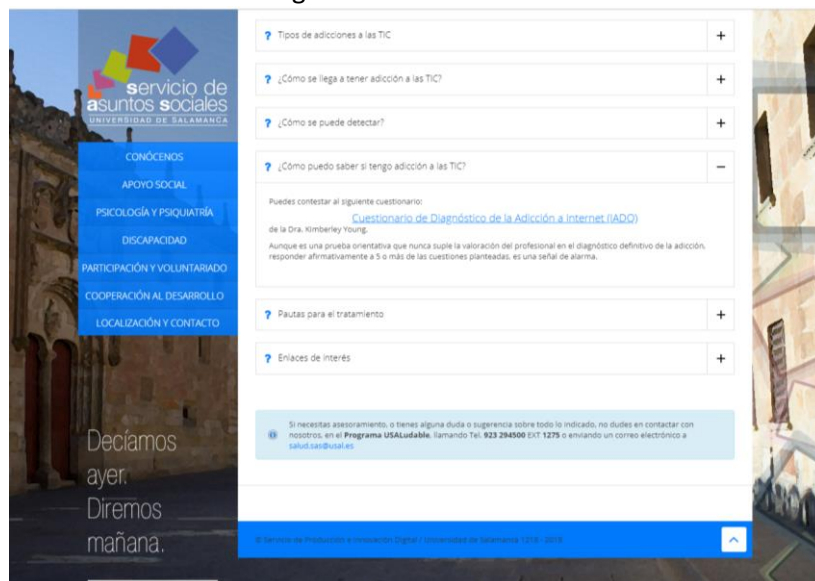 servicio de
asuntos sociales
UNIVERSIDAD DE SALAMANCA
CONÓCENOS
APOYO SOCIAL
PSICOLOGÍA Y PSIQUIATRÍA
DISCAPACIDAD
PARTICIPACIÓN Y VOLUNTARIADO
COOPERACIÓN AL DESARROLLO
LOCALIZACIÓN Y CONTACTO
Decíamos
ayer.
Diremos
mañana.
? Tipos de adicciones a las TIC +
? ¿Cómo se llega a tener adicción a las TIC? +
? ¿Cómo se puede detectar? +
? ¿Cómo puedo saber si tengo adicción a las TIC? −
Puedes contestar al siguiente cuestionario:
Cuestionario de Diagnóstico de la Adicción a Internet (IADQ)
de la Dra. Kimberley Young.
Aunque es una prueba orientativa que nunca suple la valoración del profesional en el diagnóstico definitivo de la adicción,
responder afirmativamente a 5 o más de las cuestiones planteadas, es una señal de alarma.
? Pautas para el tratamiento +
? Enlaces de interés +
Si necesitas asesoramiento, o tienes alguna duda o sugerencia sobre todo lo indicado, no dudes en contactar con
nosotros, en el Programa USALudable, llamando Tel. 923 294500 EXT 1275 o enviando un correo electrónico a
salud.sas@usal.es
© Servicio de Producción e Innovación Digital / Universidad de Salamanca 1218 - 2018